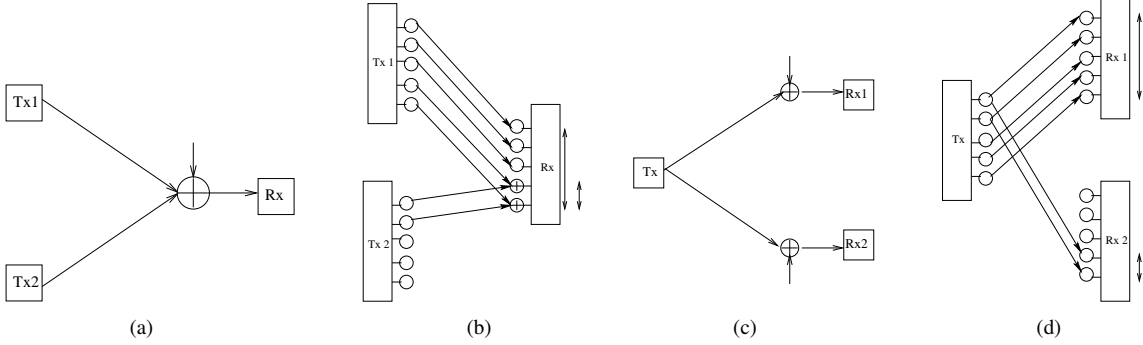 Tx1
Tx2
Rx
(a)
Tx 1
Tx 2
Rx
(b)
Tx
Rx1
Rx2
(c)
Tx
Rx 1
Rx 2
(d)